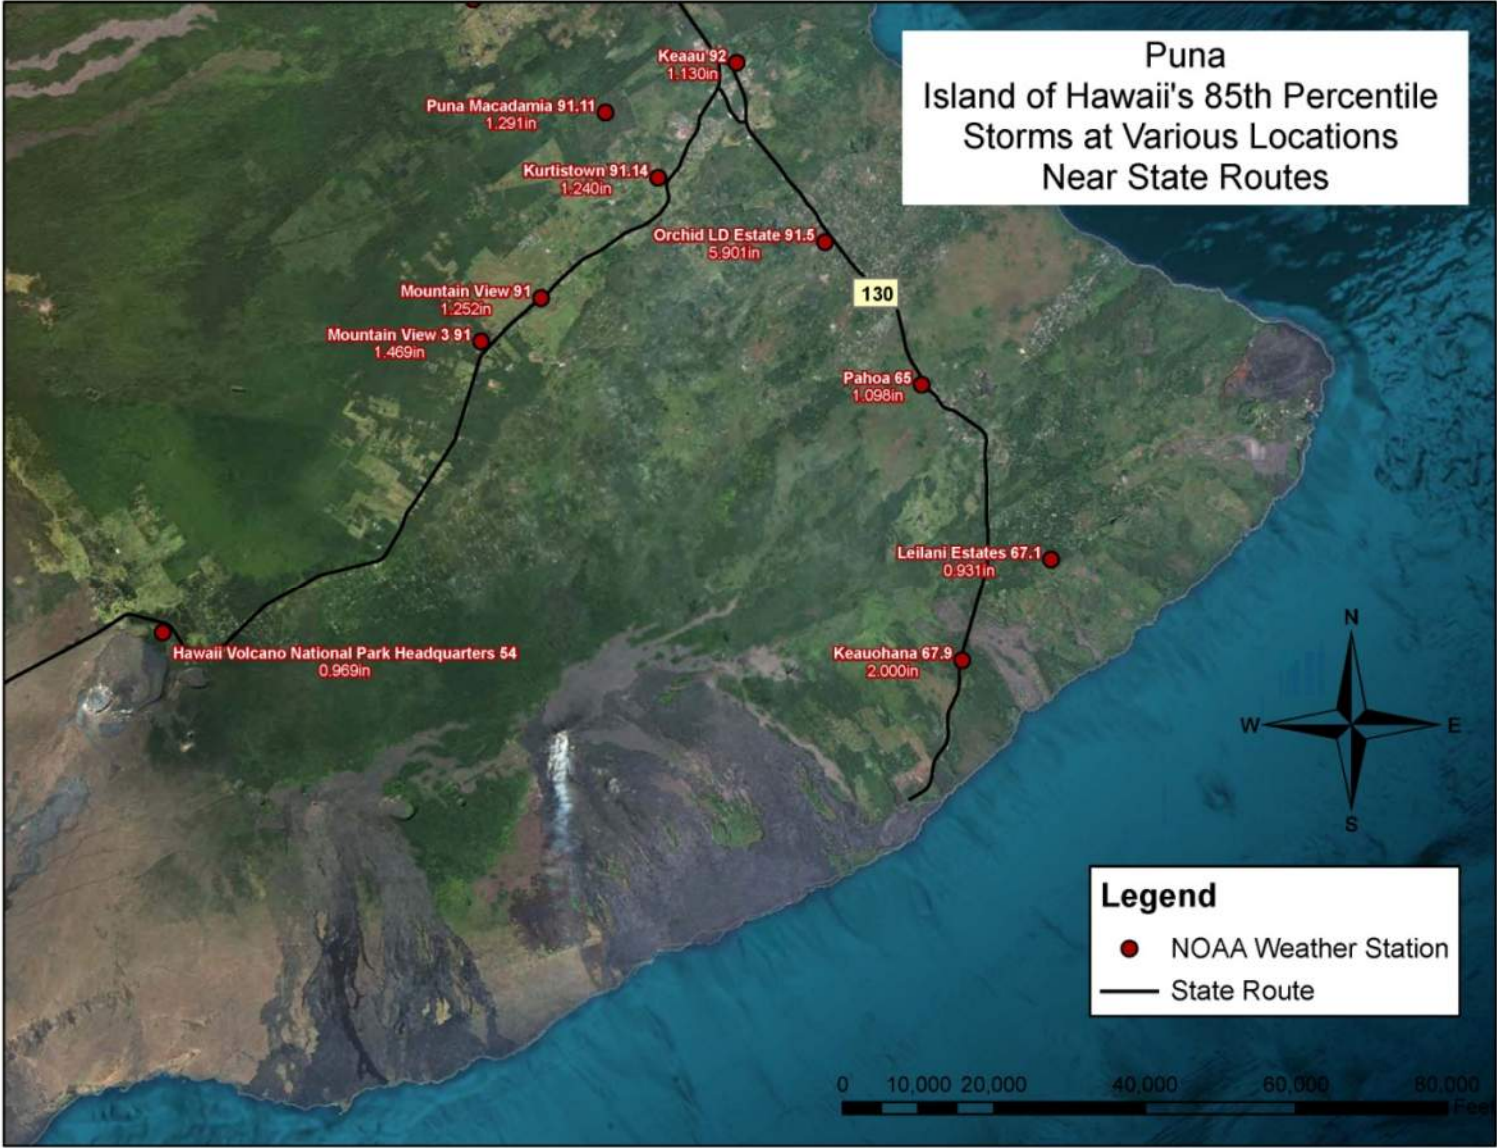 Puna
Island of Hawaii's 85th Percentile
Storms at Various Locations
Near State Routes
Keaau 92
1.130in
Puna Macadamia 91.11
1.291in
Kurtistown 91.14
1.240in
Orchid LD Estate 91.5
5.901in
Mountain View 91
1.252in
130
Mountain View 3 91
1.469in
Pahoa 65
1.098in
Leilani Estates 67.1
0.931in
Hawaii Volcano National Park Headquarters 54
0.969in
Keauohana 67.9
2.000in
N
W E
S
Legend
NOAA Weather Station
State Route
0 10,000 20,000 40,000 60,000 80,000
Feet